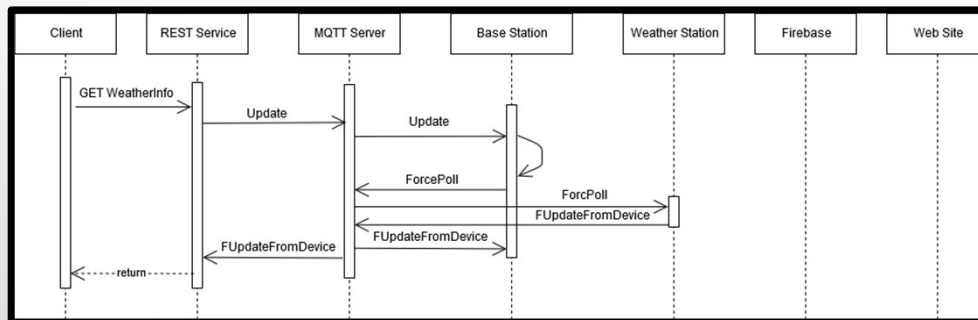 Client
REST Service
MQTT Server
Base Station
Weather Station
Firebase
Web Site
GET WeatherInfo
Update
Update
ForcePoll
ForcPoll
FUpdateFromDevice
FUpdateFromDevice
FUpdateFromDevice
return